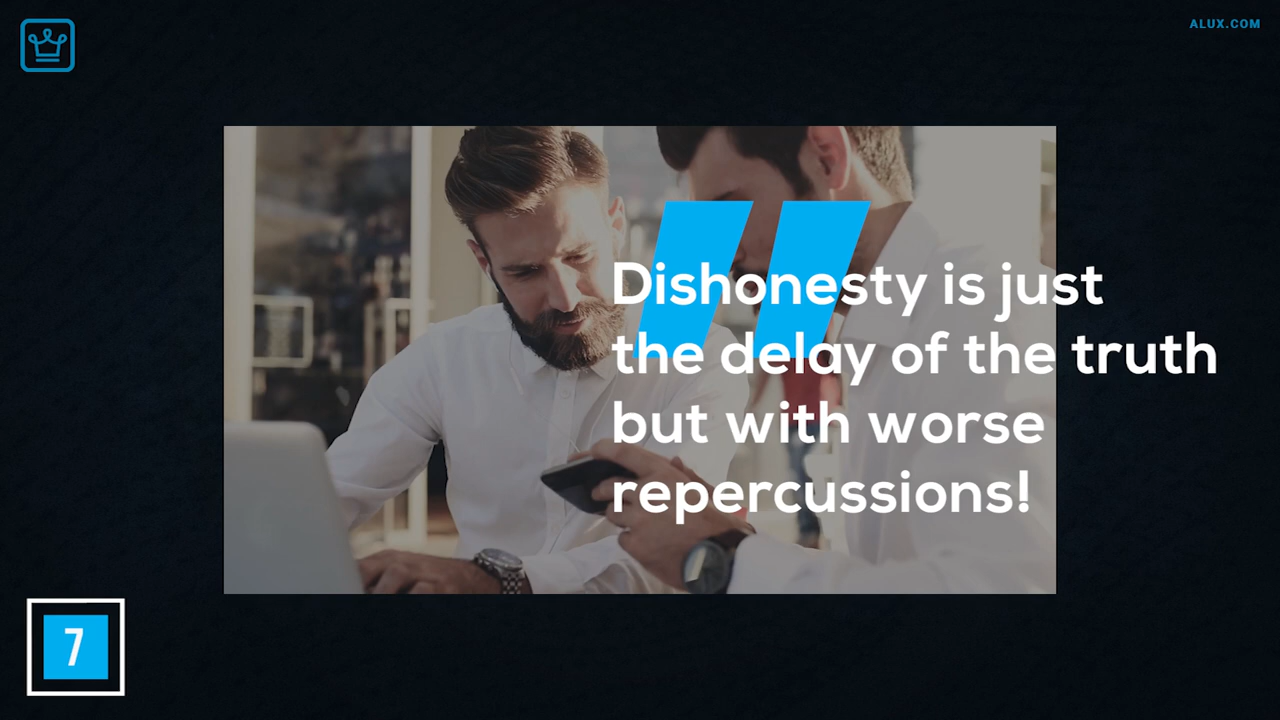 ALUX.COM
Dishonesty is just
the delay of the truth
but with worse
repercussions!
7